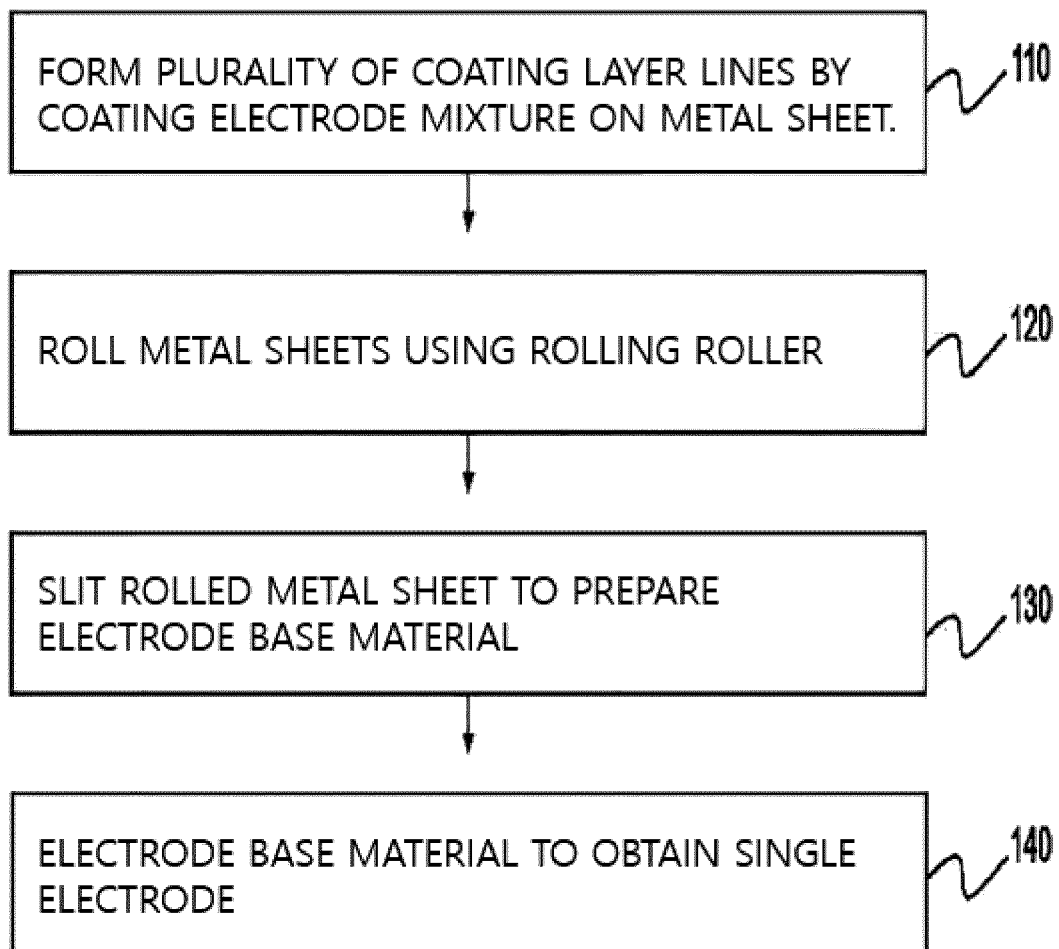 FORM PLURALITY OF COATING LAYER LINES BY
COATING ELECTRODE MIXTURE ON METAL SHEET.
110
ROLL METAL SHEETS USING ROLLING ROLLER
120
SLIT ROLLED METAL SHEET TO PREPARE
ELECTRODE BASE MATERIAL
130
ELECTRODE BASE MATERIAL TO OBTAIN SINGLE
ELECTRODE
140